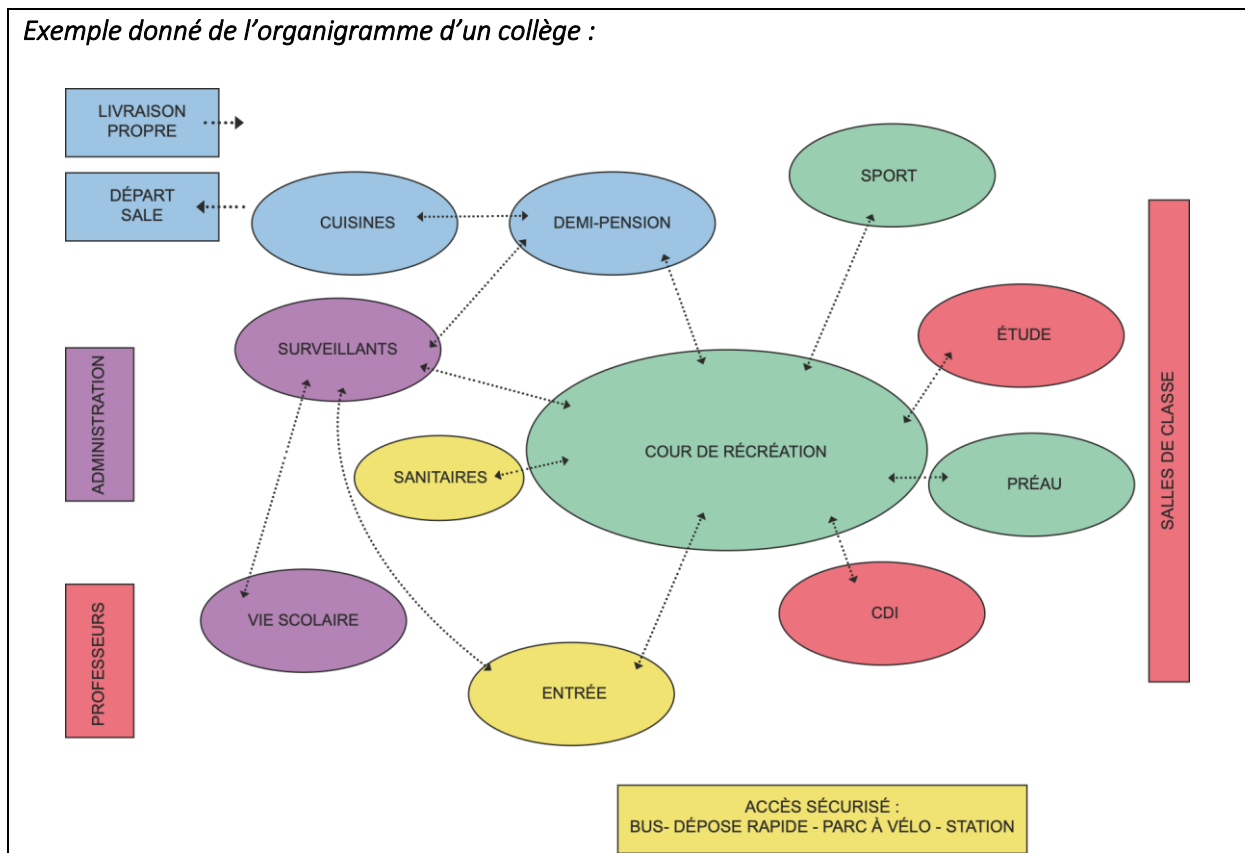 Exemple donné de l’organigramme d’un collège :
LIVRAISON
PROPRE
DÉPART
SALE
CUISINES
DEMI-PENSION
SPORT
SURVEILLANTS
ÉTUDE
ADMINISTRATION
SANITAIRES
COUR DE RÉCRÉATION
PRÉAU
SALLES DE CLASSE
VIE SCOLAIRE
CDI
PROFESSEURS
ENTRÉE
ACCÈS SÉCURISÉ :
BUS- DÉPOSE RAPIDE - PARC À VÉLO - STATION